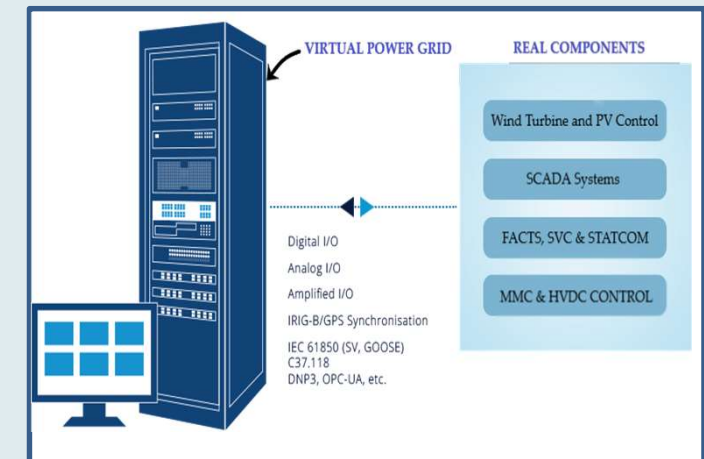 VIRTUAL POWER GRID
REAL COMPONENTS
Wind Turbine and PV Control
SCADA Systems
FACTS, SVC & STATCOM
MMC & HVDC CONTROL
Digital I/O
Analog I/O
Amplified I/O
IRIG-B/GPS Synchronisation
IEC 61850 (SV, GOOSE)
C37.118
DNP3, OPC-UA, etc.